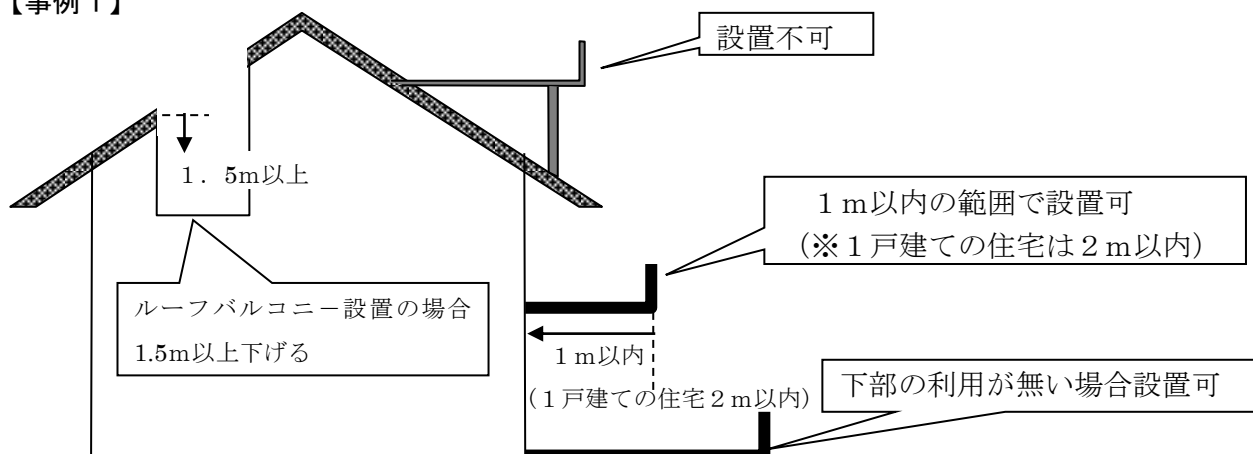 【事例１】
設置不可
１．５m以上
１ｍ以内の範囲で設置可
（※１戸建ての住宅は２ｍ以内）
ルーフバルコニ－設置の場合
1.5m以上下げる
１ｍ以内
（１戸建ての住宅２ｍ以内）
下部の利用が無い場合設置可